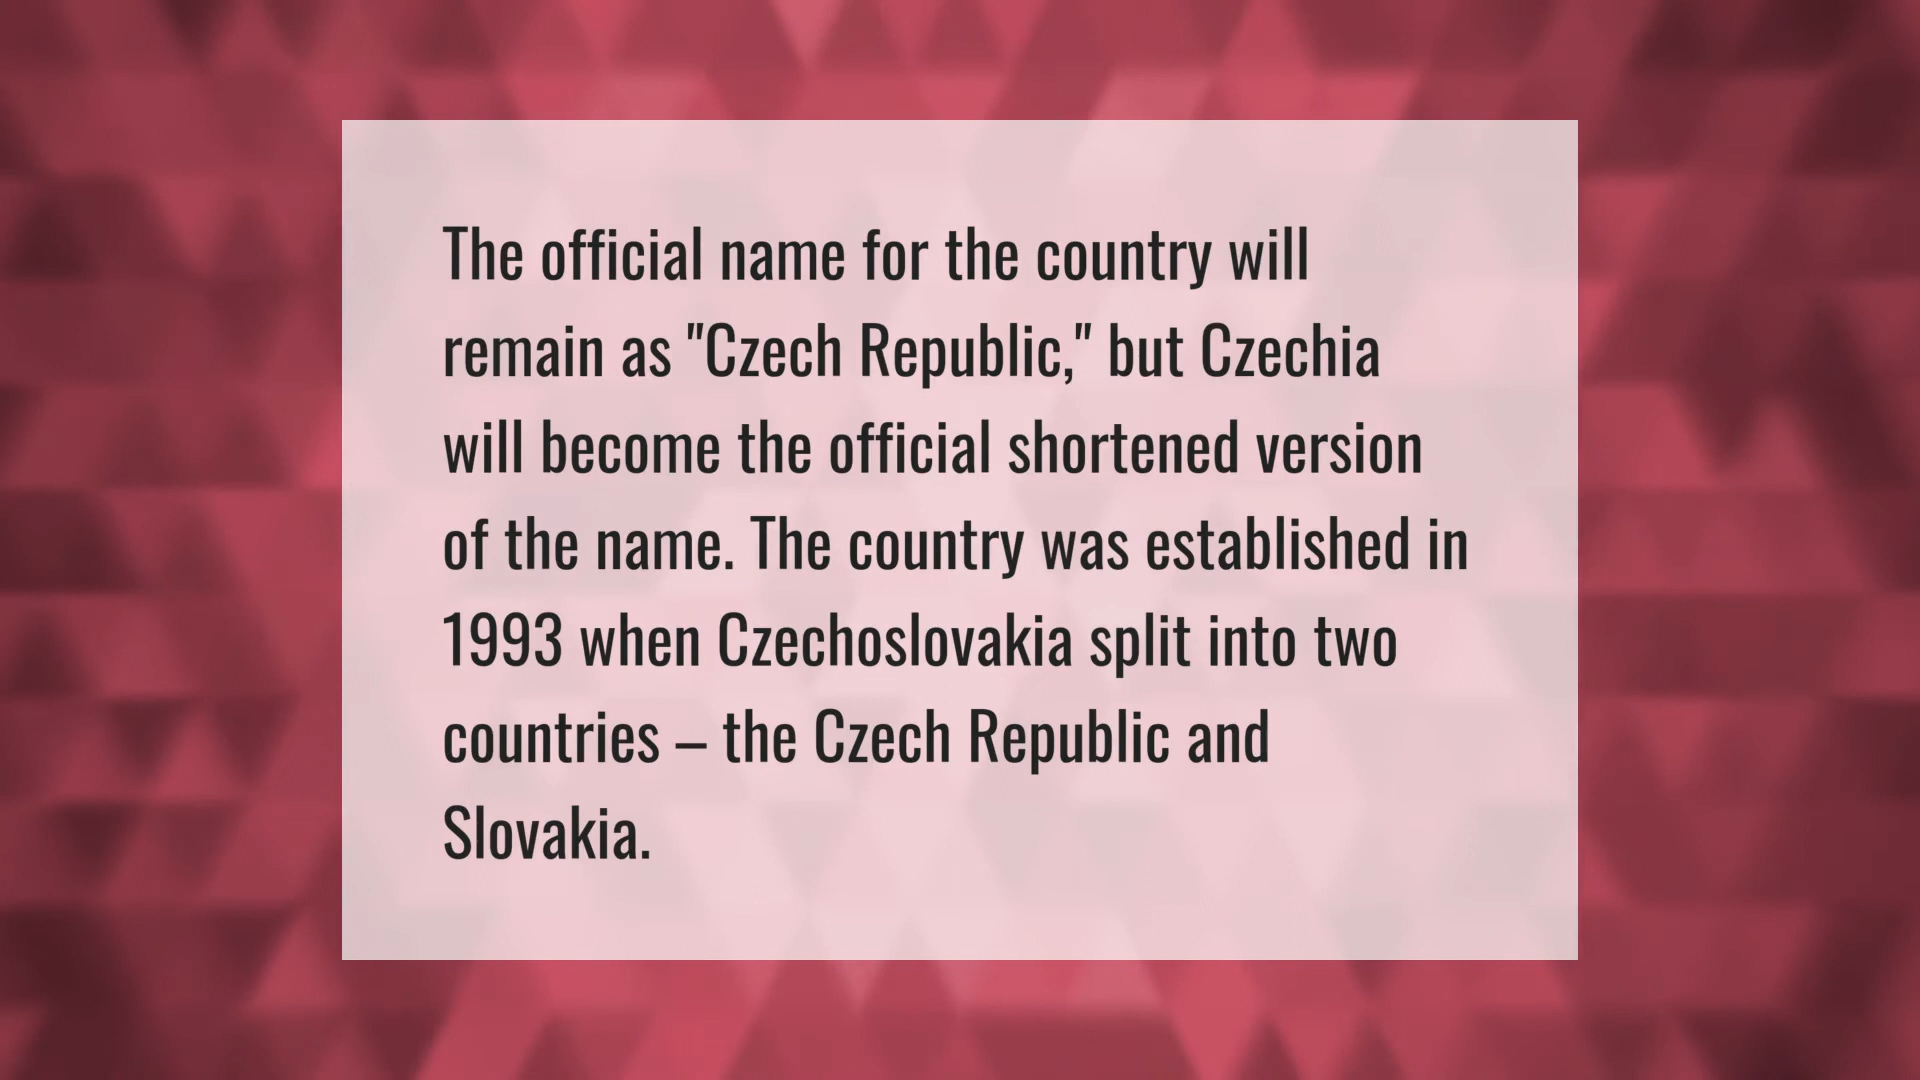 The official name for the country will
remain as "Czech Republic," but Czechia
will become the official shortened version
of the name. The country was established in
1993 when Czechoslovakia split into two
countries – the Czech Republic and
Slovakia.